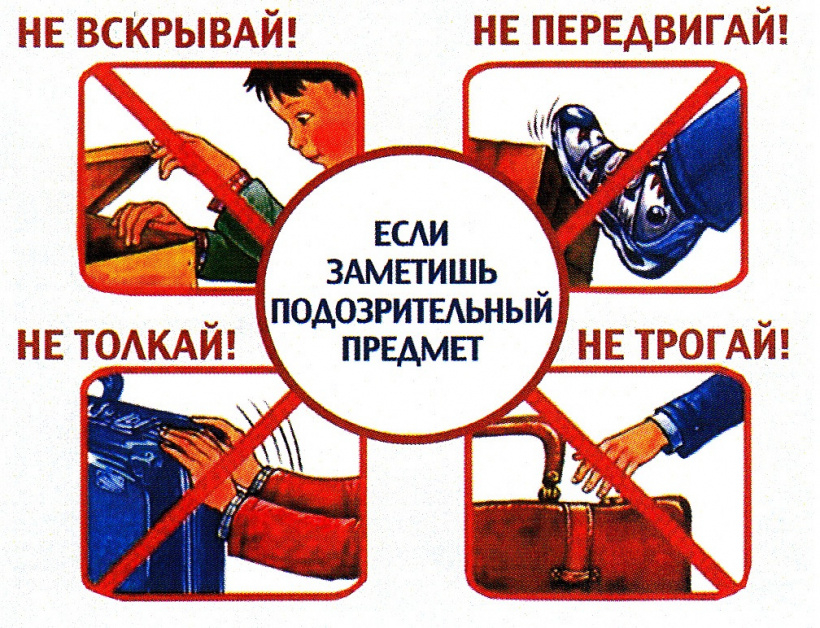 НЕ ВСКРЫВАЙ!
НЕ ПЕРЕДВИГАЙ!
ЕСЛИ
ЗАМЕТИШЬ
ПОДОЗРИТЕЛЬНЫЙ
ПРЕДМЕТ
НЕ ТОЛКАЙ!
НЕ ТРОГАЙ!